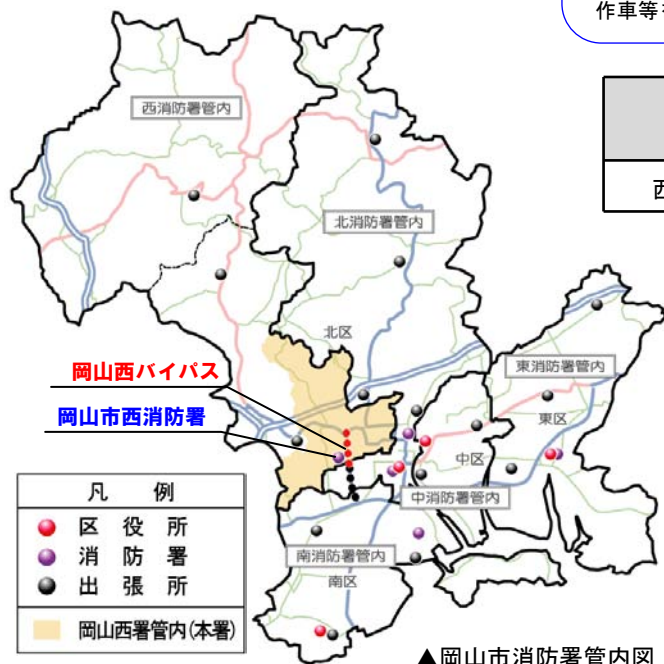 作車等
西消防署管内
西
北消防署管内
北区
東消防署管内
岡山西バイパス
東区
岡山市西消防署
中区
中消防署管内
凡 例
区 役 所
消 防 署
南消防署管内
出 張 所
南区
岡山西署管内(本署)
▲岡山市消防署管内図